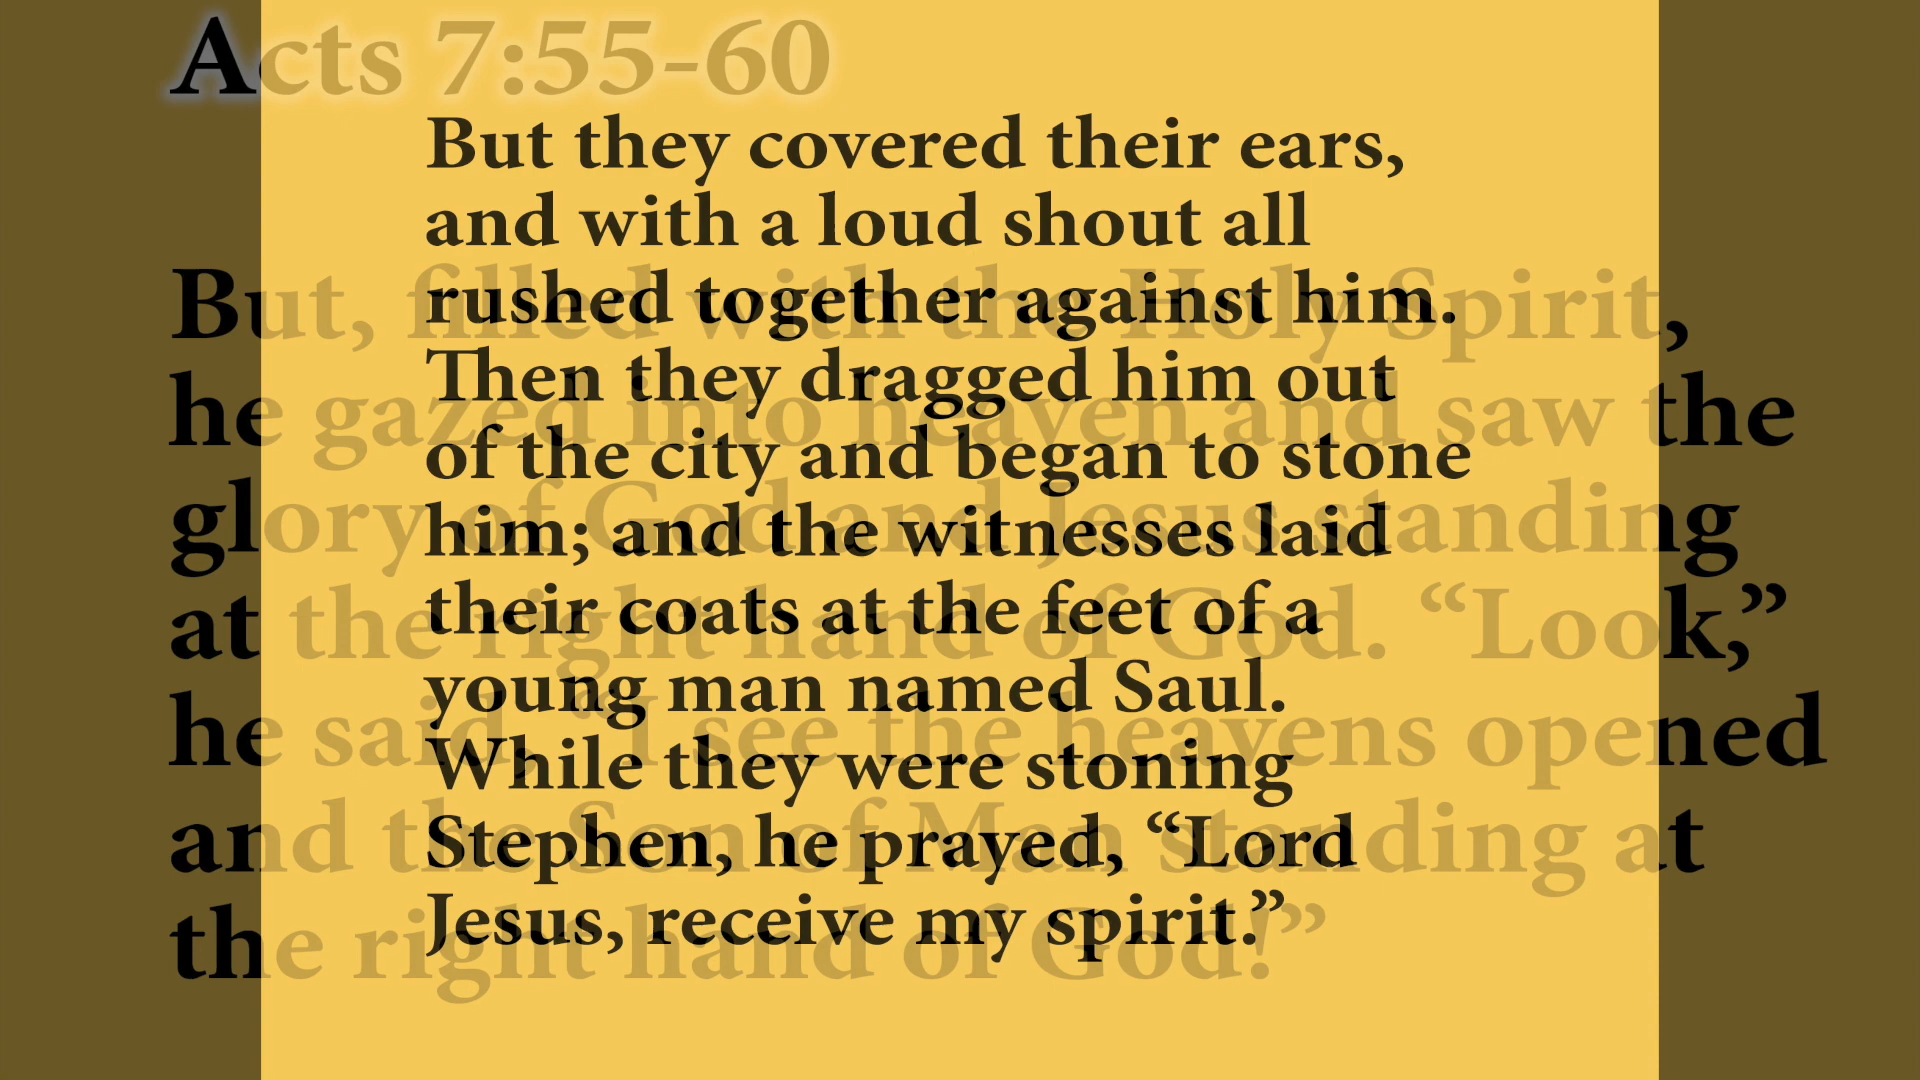 Acts 7:55-60
But they covered their ears,
and with a loud shout all
rushed together against him.
Then they dragged him out
of the city and began to stone
him; and the witnesses laid
their coats at the feet of a
young man named Saul.
While they were stoning
Stephen, he prayed, “Lord
Jesus, receive my spirit.”
But, filled with the Holy Spirit,
he gazed into heaven and saw the
glory of God and Jesus standing
at the right hand of God. “Look,”
he said, “I see the heavens opened
and the Son of Man standing at
the right hand of God!”